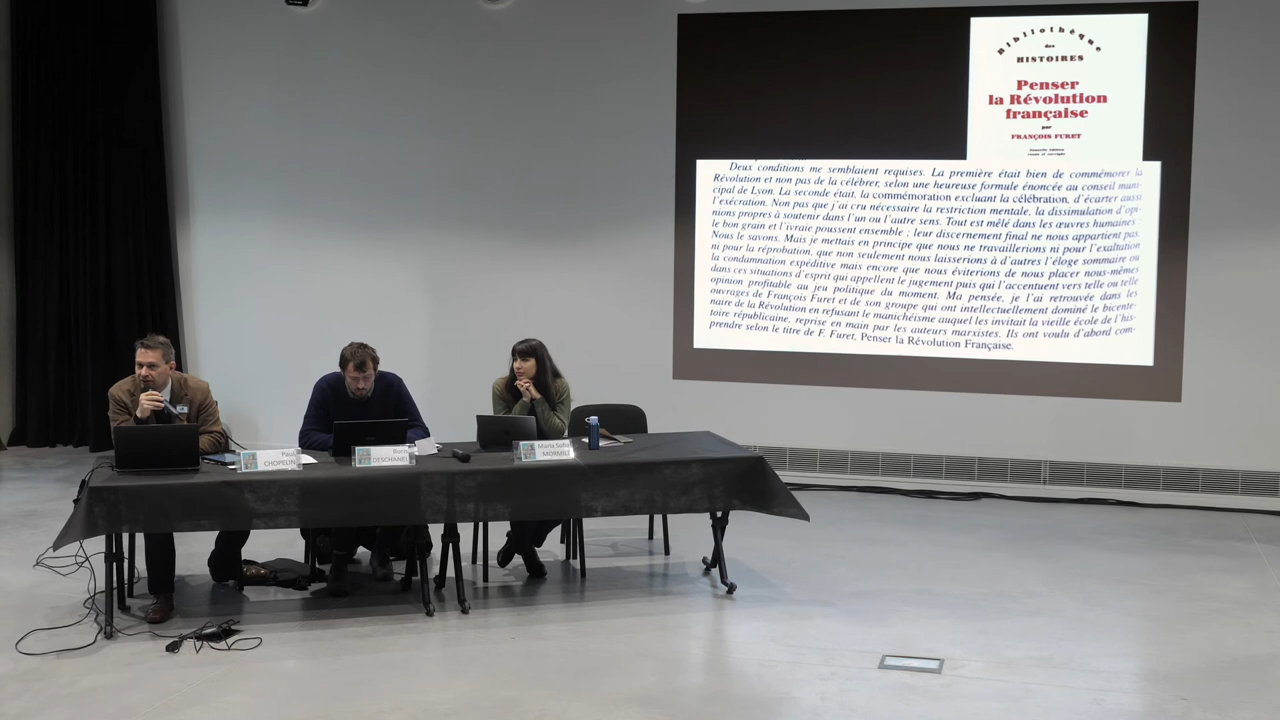 Bibliothèque
des
HISTOIRES
Penser
la Révolution
française
par
FRANÇOIS FURET
Nouvelle édition
revue et corrigée
Deux conditions me semblaient requises. La première était bien de commémorer la
Révolution et non pas de la célébrer, selon une heureuse formule énoncée au conseil muni-
cipal de Lyon. La seconde était, la commémoration excluant la célébration, d'écarter aussi
l'exécration. Non pas que j'ai cru nécessaire la restriction mentale, la dissimulation d'opi-
nions propres à soutenir dans l'un ou l'autre sens. Tout est mêlé dans les œuvres humaines :
le bon grain et l'ivraie poussent ensemble ; leur discernement final ne nous appartient pas.
Nous le savons. Mais je mettais en principe que nous ne travaillerions ni pour l'exaltation
ni pour la réprobation, que non seulement nous laisserions à d'autres l'éloge sommaire ou
la condamnation expéditive mais encore que nous éviterions de nous placer nous-mêmes
dans ces situations d'esprit qui appellent le jugement puis qui l'accentuent vers telle ou telle
opinion profitable au jeu politique du moment. Ma pensée, je l'ai retrouvée dans les
ouvrages de François Furet et de son groupe qui ont intellectuellement dominé le bicente-
naire de la Révolution en refusant le manichéisme auquel les invitait la vieille école de l'his-
toire républicaine, reprise en main par les auteurs marxistes. Ils ont voulu d'abord com-
prendre selon le titre de F. Furet, Penser la Révolution Française.
Paul
CHOPELIN
Boris
DESCHANEL
Maria Sofia
MORMILE